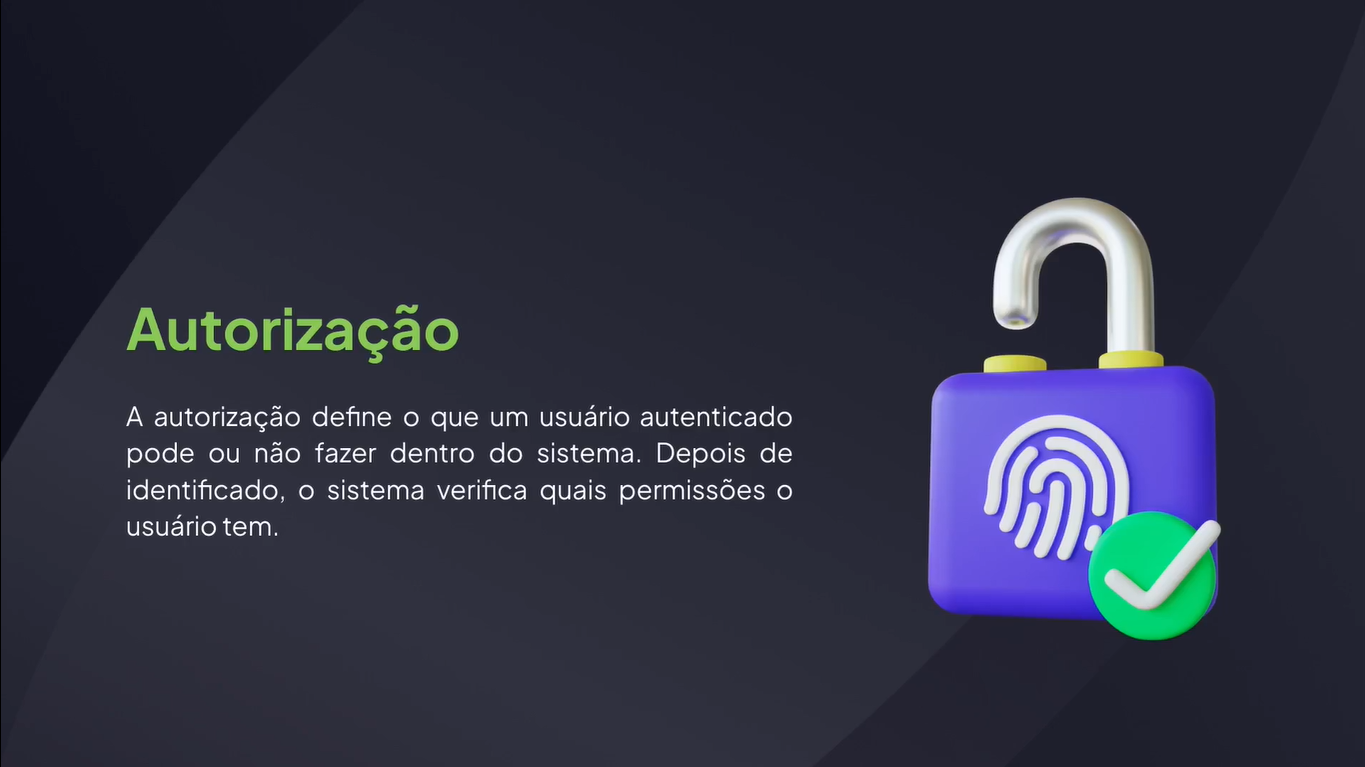 Autorização
A autorização define o que um usuário autenticado
pode ou não fazer dentro do sistema. Depois de
identificado, o sistema verifica quais permissões o
usuário tem.